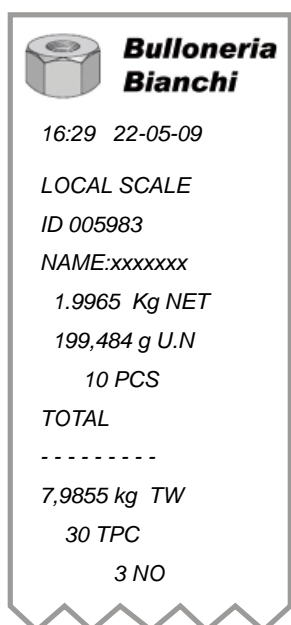 Bulloneria
Bianchi
16:29 22-05-09
LOCAL SCALE
ID 005983
NAME:xxxxxxx
1.9965 Kg NET
199,484 g U.N
10 PCS
TOTAL
- - - - - - - - -
7,9855 kg TW
30 TPC
3 NO